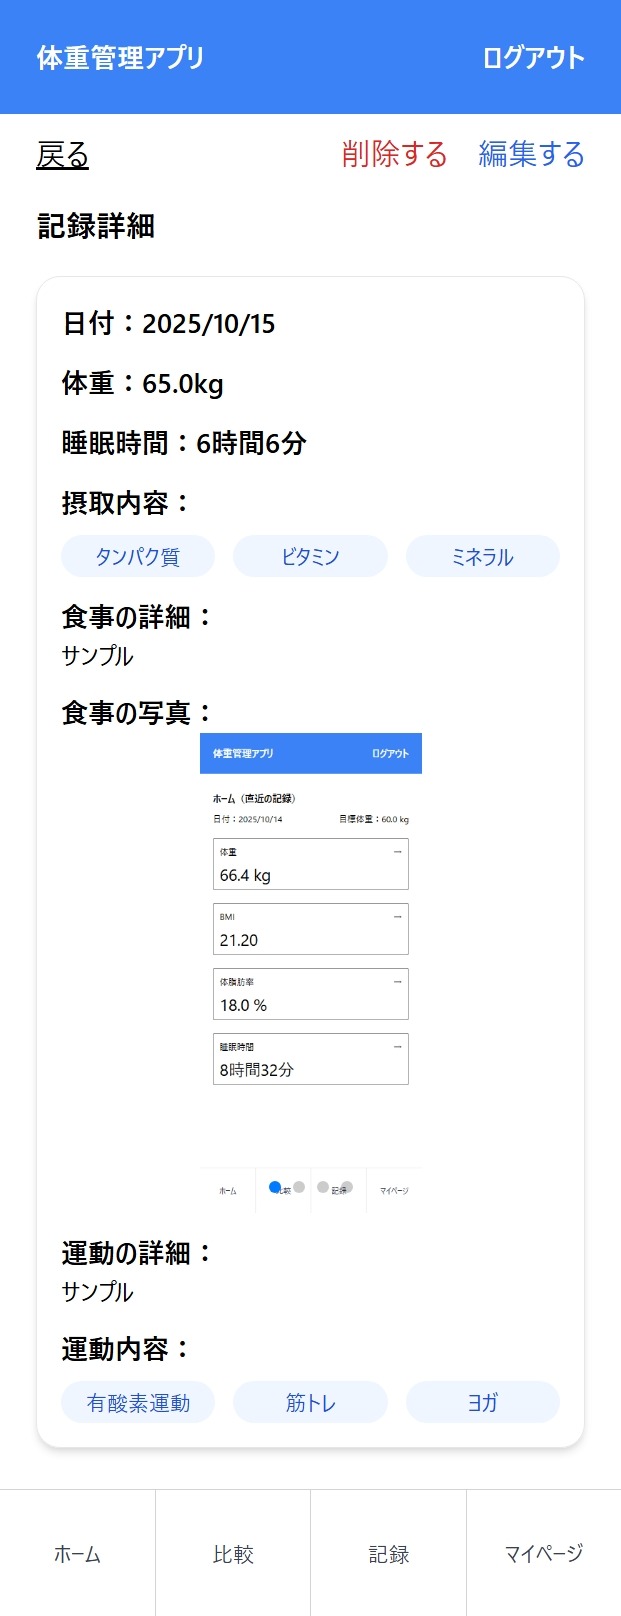 体重管理アプリ ログアウト
戻る 削除する 編集する
記録詳細
日付：2025/10/15
体重：65.0kg
睡眠時間：6時間6分
摂取内容：
タンパク質 ビタミン ミネラル
食事の詳細：
サンプル
食事の写真：
体重管理アプリ ログアウト
ホーム（直近の記録）
日付：2025/10/14 目標体重：60.0 kg
体重 →
66.4 kg
BMI →
21.20
体脂肪率 →
18.0 %
睡眠時間 →
8時間32分
ホーム 比較 記録 マイページ
運動の詳細：
サンプル
運動内容：
有酸素運動 筋トレ ヨガ
ホーム 比較 記録 マイページ